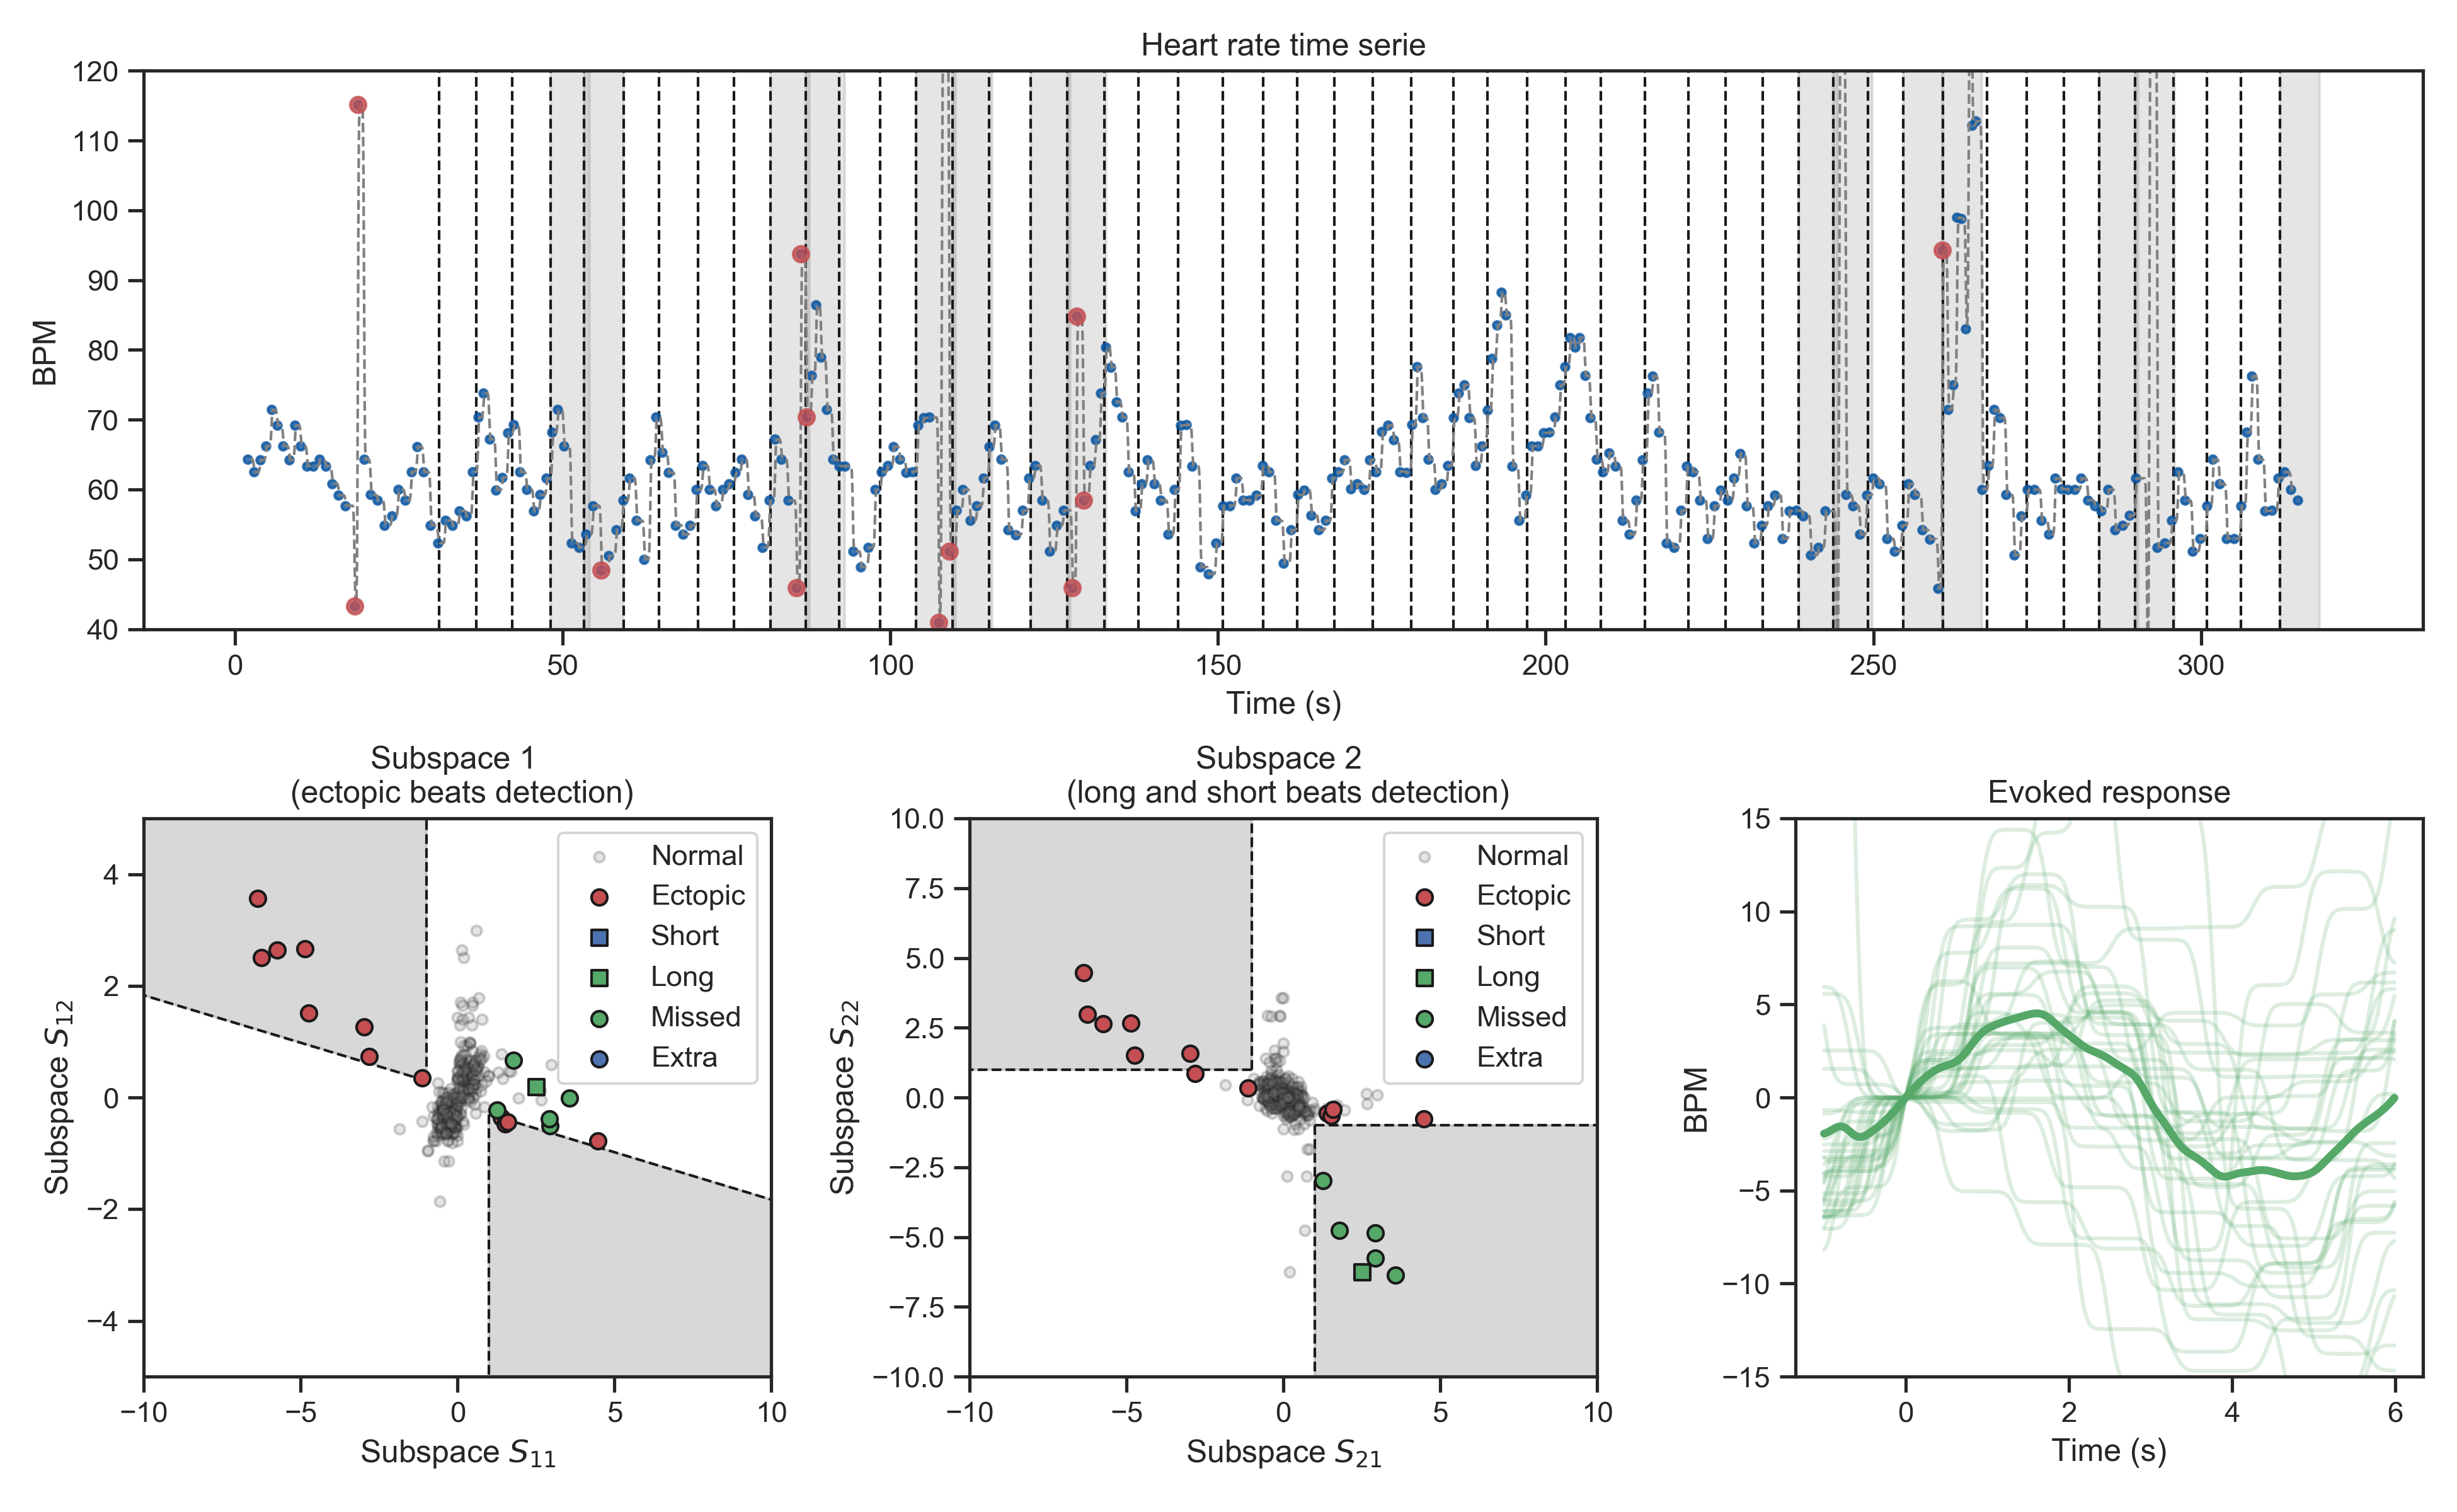 Heart rate time serie
120
110
100
90
80
70
60
50
40
BPM
0 50 100 150 200 250 300
Time (s)
Subspace 1
(ectopic beats detection)
4
2
0
−2
−4
Subspace S12
Normal
Ectopic
Short
Long
Missed
Extra
−10 −5 0 5 10
Subspace S11
Subspace 2
(long and short beats detection)
10.0
7.5
5.0
2.5
0.0
−2.5
−5.0
−7.5
−10.0
Subspace S22
Normal
Ectopic
Short
Long
Missed
Extra
−10 −5 0 5 10
Subspace S21
Evoked response
15
10
5
0
−5
−10
−15
BPM
0 2 4 6
Time (s)